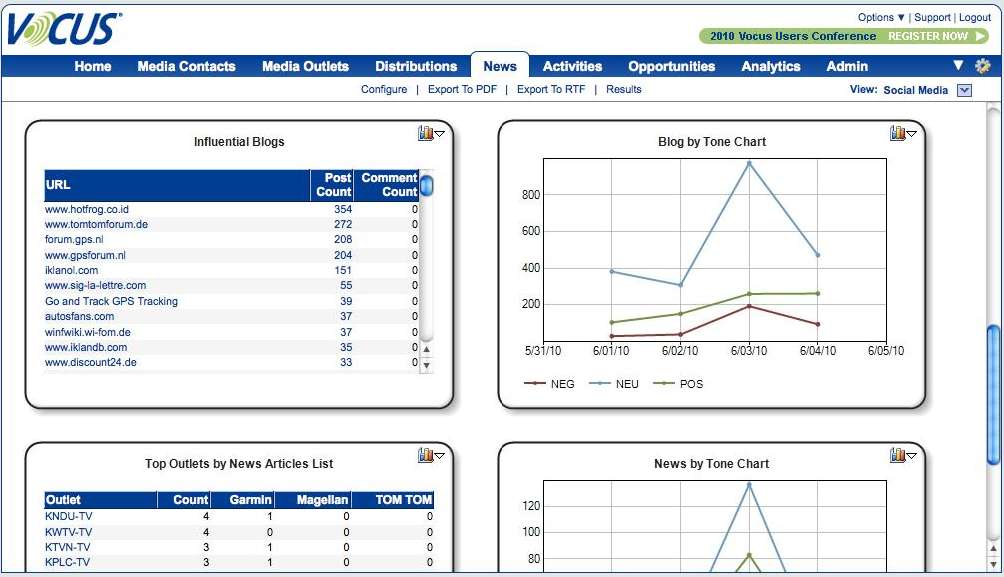 VOCUS
Options ▼ | Support | Logout
2010 Vocus Users Conference REGISTER NOW
Home Media Contacts Media Outlets Distributions News Activities Opportunities Analytics Admin
Configure | Export To PDF | Export To RTF | Results
View: Social Media
Influential Blogs
URL Post Count Comment Count
www.hotfrog.co.id 354 0
www.tomtomforum.de 272 0
forum.gps.nl 208 0
www.gpsforum.nl 204 0
iklanol.com 151 0
www.sig-la-lettre.com 55 0
Go and Track GPS Tracking 39 0
autosfans.com 37 0
winfwiki.wi-fom.de 37 0
www.iklandb.com 35 0
www.discount24.de 33 0
Blog by Tone Chart
800
600
400
200
5/31/10 6/01/10 6/02/10 6/03/10 6/04/10 6/05/10
NEG NEU POS
Top Outlets by News Articles List
Outlet Count Garmin Magellan TOM TOM
KNDU-TV 4 1 0 0
KWTV-TV 4 0 0 0
KTVN-TV 3 1 0 0
KPLC-TV 3 1 0 0
News by Tone Chart
120
100
80